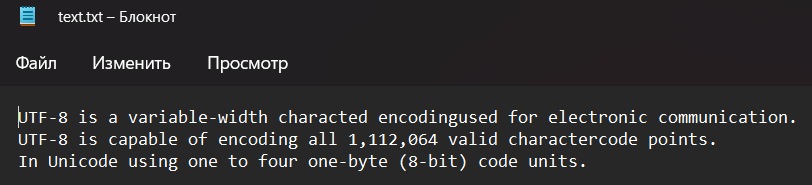 text.txt – Блокнот
Файл Изменить Просмотр
UTF-8 is a variable-width characted encodingused for electronic communication.
UTF-8 is capable of encoding all 1,112,064 valid charactercode points.
In Unicode using one to four one-byte (8-bit) code units.